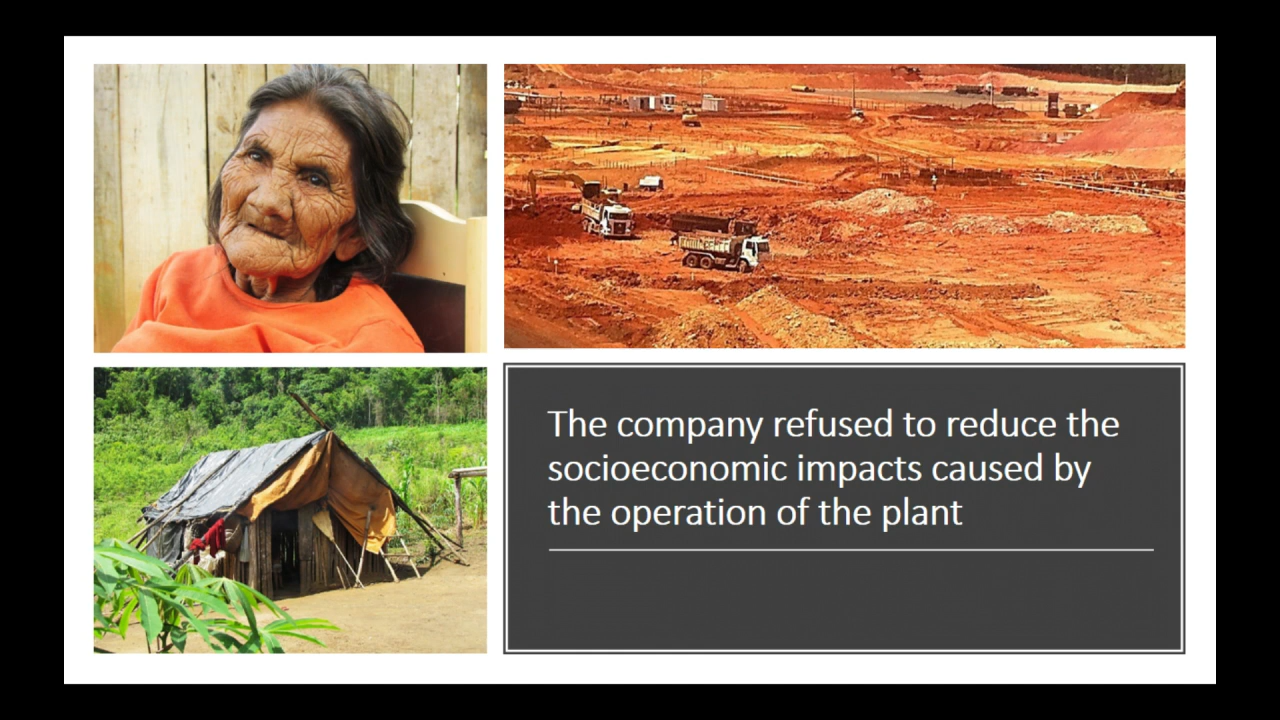 The company refused to reduce the
socioeconomic impacts caused by
the operation of the plant